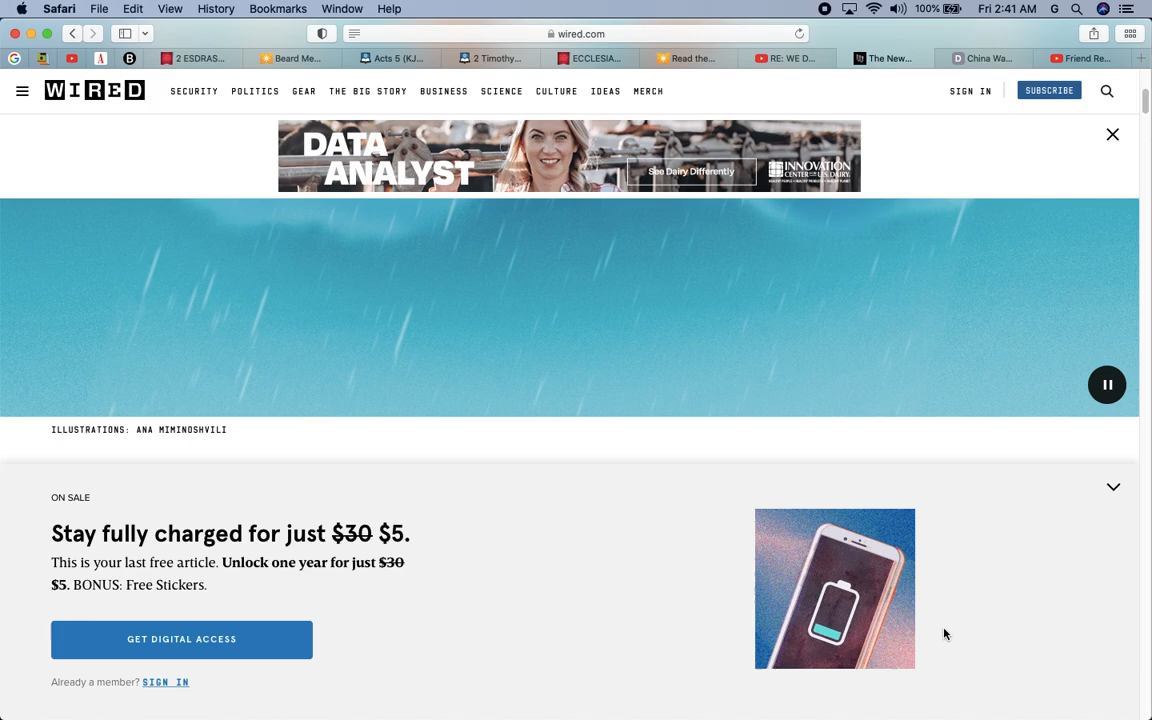 Safari File Edit View History Bookmarks Window Help 100% Fri 2:41 AM G
wired.com
2 ESDRAS... Beard Me... Acts 5 (KJ... 2 Timothy... ECCLESIA... Read the... RE: WE D... The New... China Wa... Friend Re...
WIRED SECURITY POLITICS GEAR THE BIG STORY BUSINESS SCIENCE CULTURE IDEAS MERCH SIGN IN SUBSCRIBE
DATA
ANALYST
See Dairy Differently
INNOVATION
CENTER FOR U.S. DAIRY
ILLUSTRATIONS: ANA MIMINOSHVILI
ON SALE
Stay fully charged for just $30 $5.
This is your last free article. Unlock one year for just $30
$5. BONUS: Free Stickers.
GET DIGITAL ACCESS
Already a member? SIGN IN